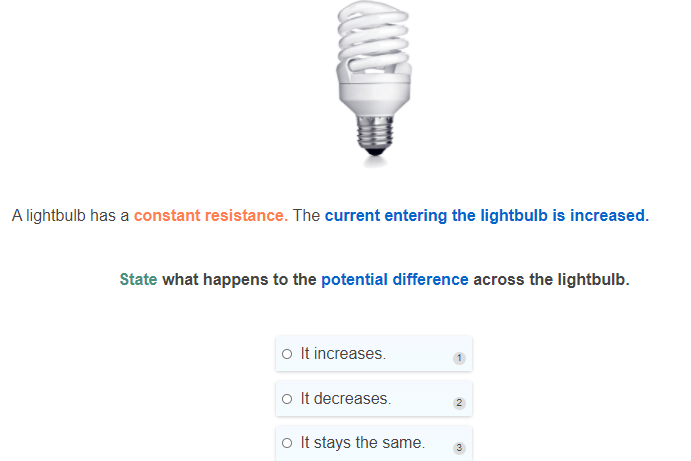 A lightbulb has a constant resistance. The current entering the lightbulb is increased.
State what happens to the potential difference across the lightbulb.
It increases. 1
It decreases. 2
It stays the same. 3